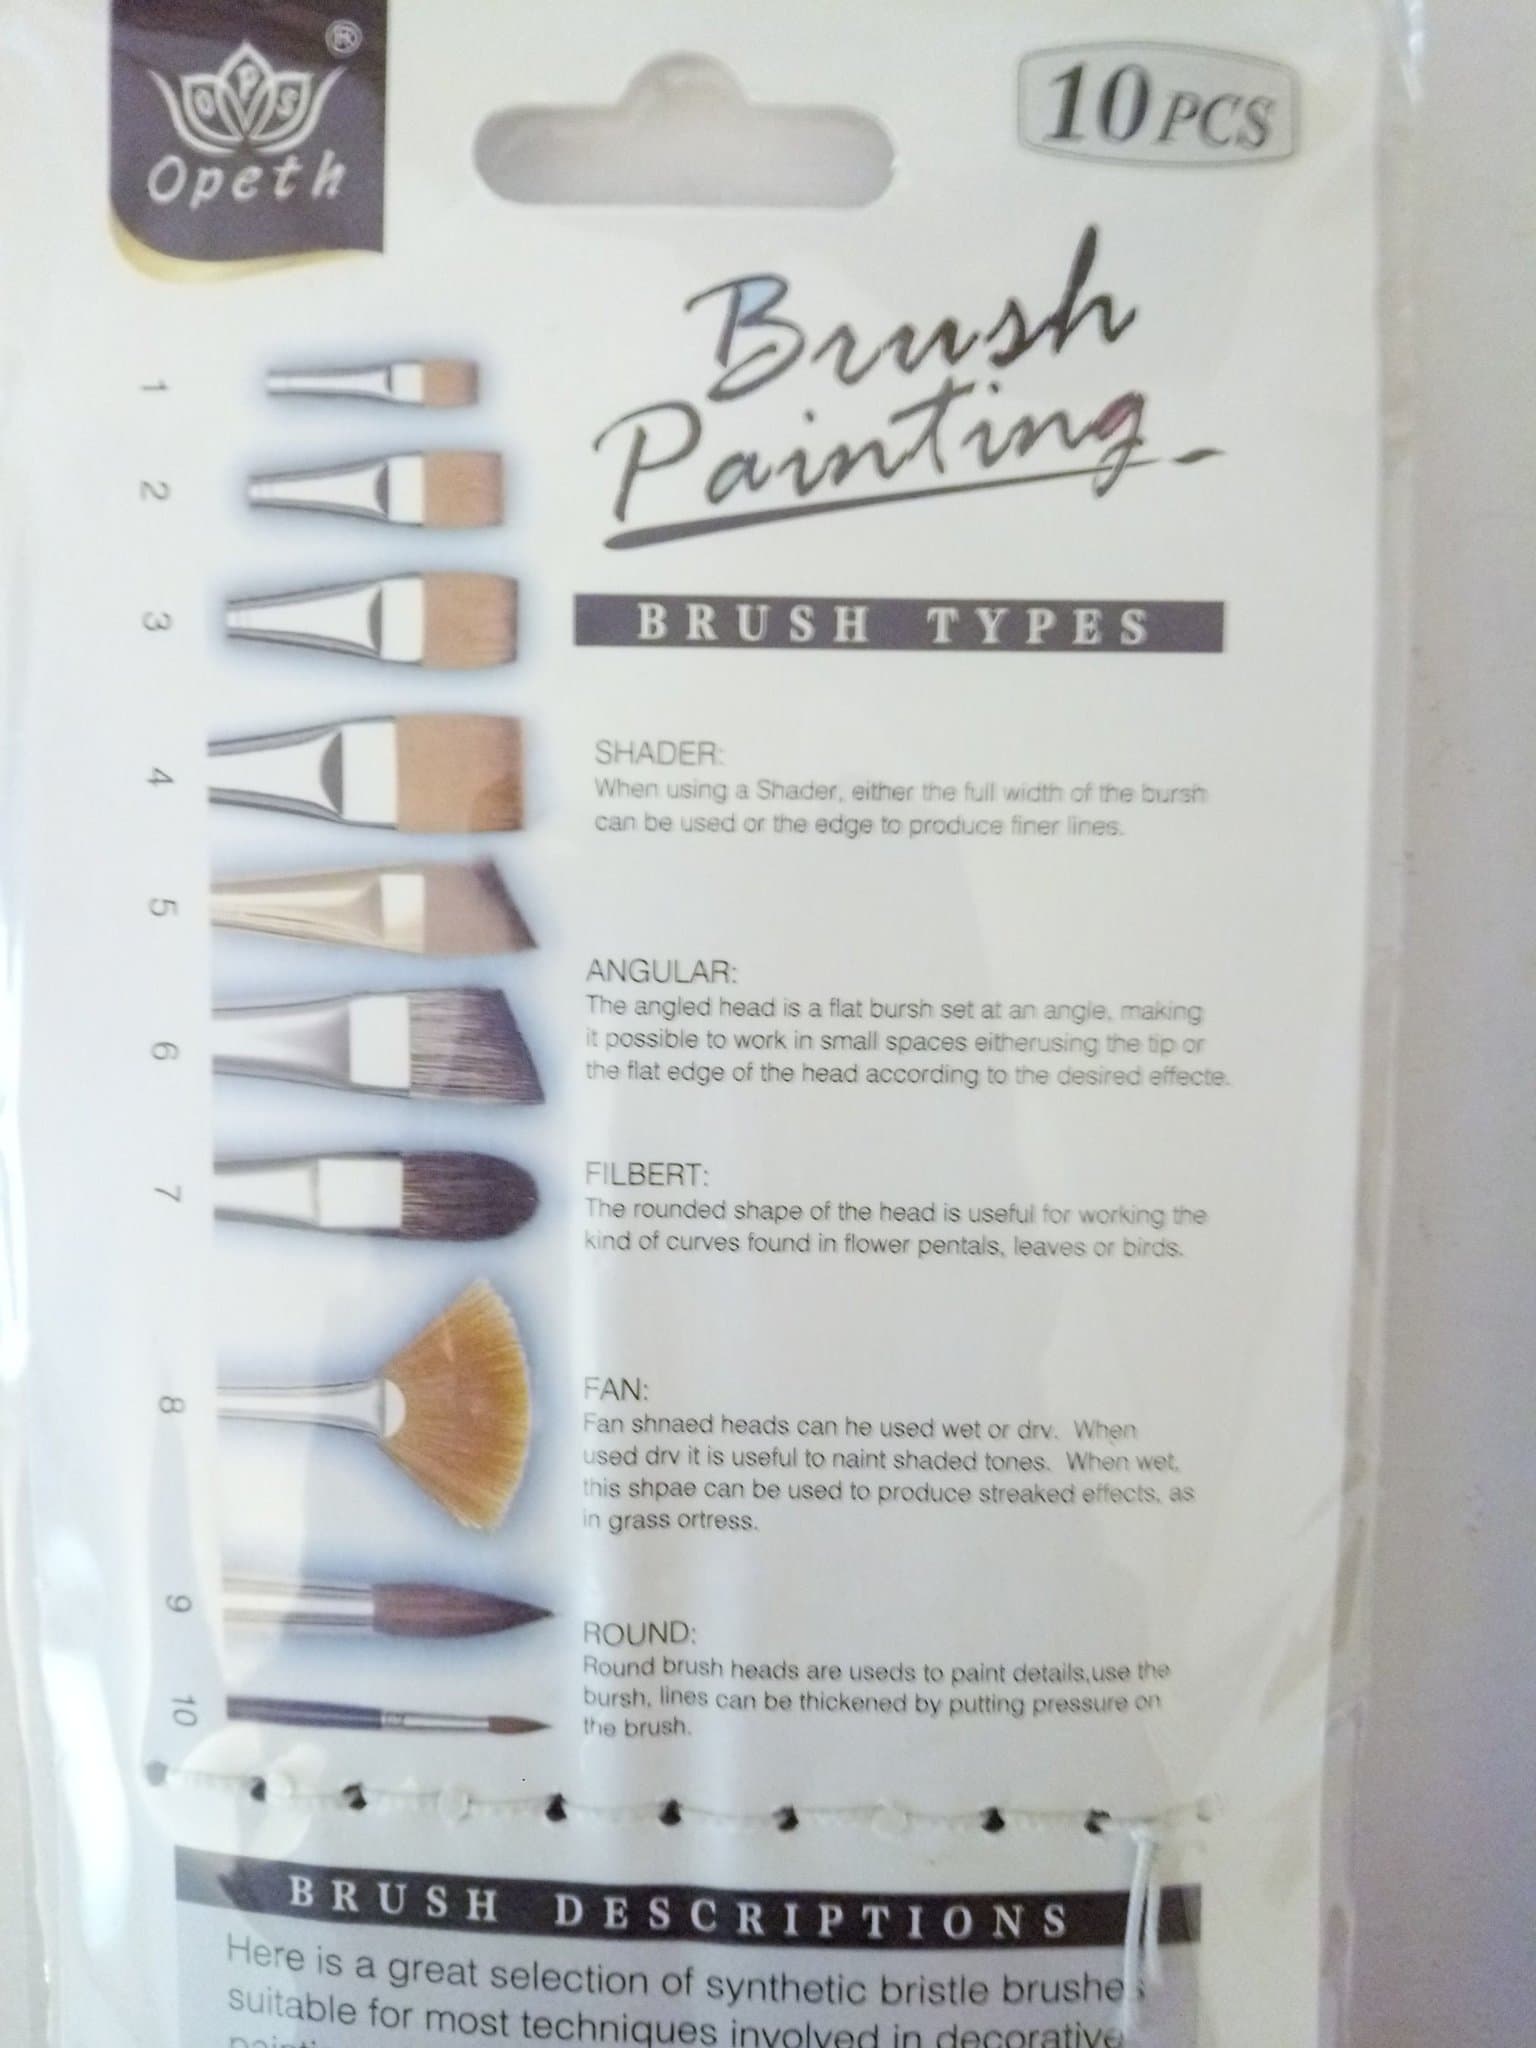 OPS
®
Opeth
10 PCS
Brush
Painting
BRUSH TYPES
1
2
3
4
5
6
7
8
9
10
SHADER:
When using a Shader, either the full width of the bursh
can be used or the edge to produce finer lines.
ANGULAR:
The angled head is a flat bursh set at an angle, making
it possible to work in small spaces eitherusing the tip or
the flat edge of the head according to the desired effecte.
FILBERT:
The rounded shape of the head is useful for working the
kind of curves found in flower pentals, leaves or birds.
FAN:
Fan shnaed heads can he used wet or drv. When
used drv it is useful to naint shaded tones. When wet,
this shpae can be used to produce streaked effects, as
in grass ortress.
ROUND:
Round brush heads are useds to paint details,use the
bursh, lines can be thickened by putting pressure on
the brush.
BRUSH DESCRIPTIONS
Here is a great selection of synthetic bristle brushes
suitable for most techniques involved in decorative